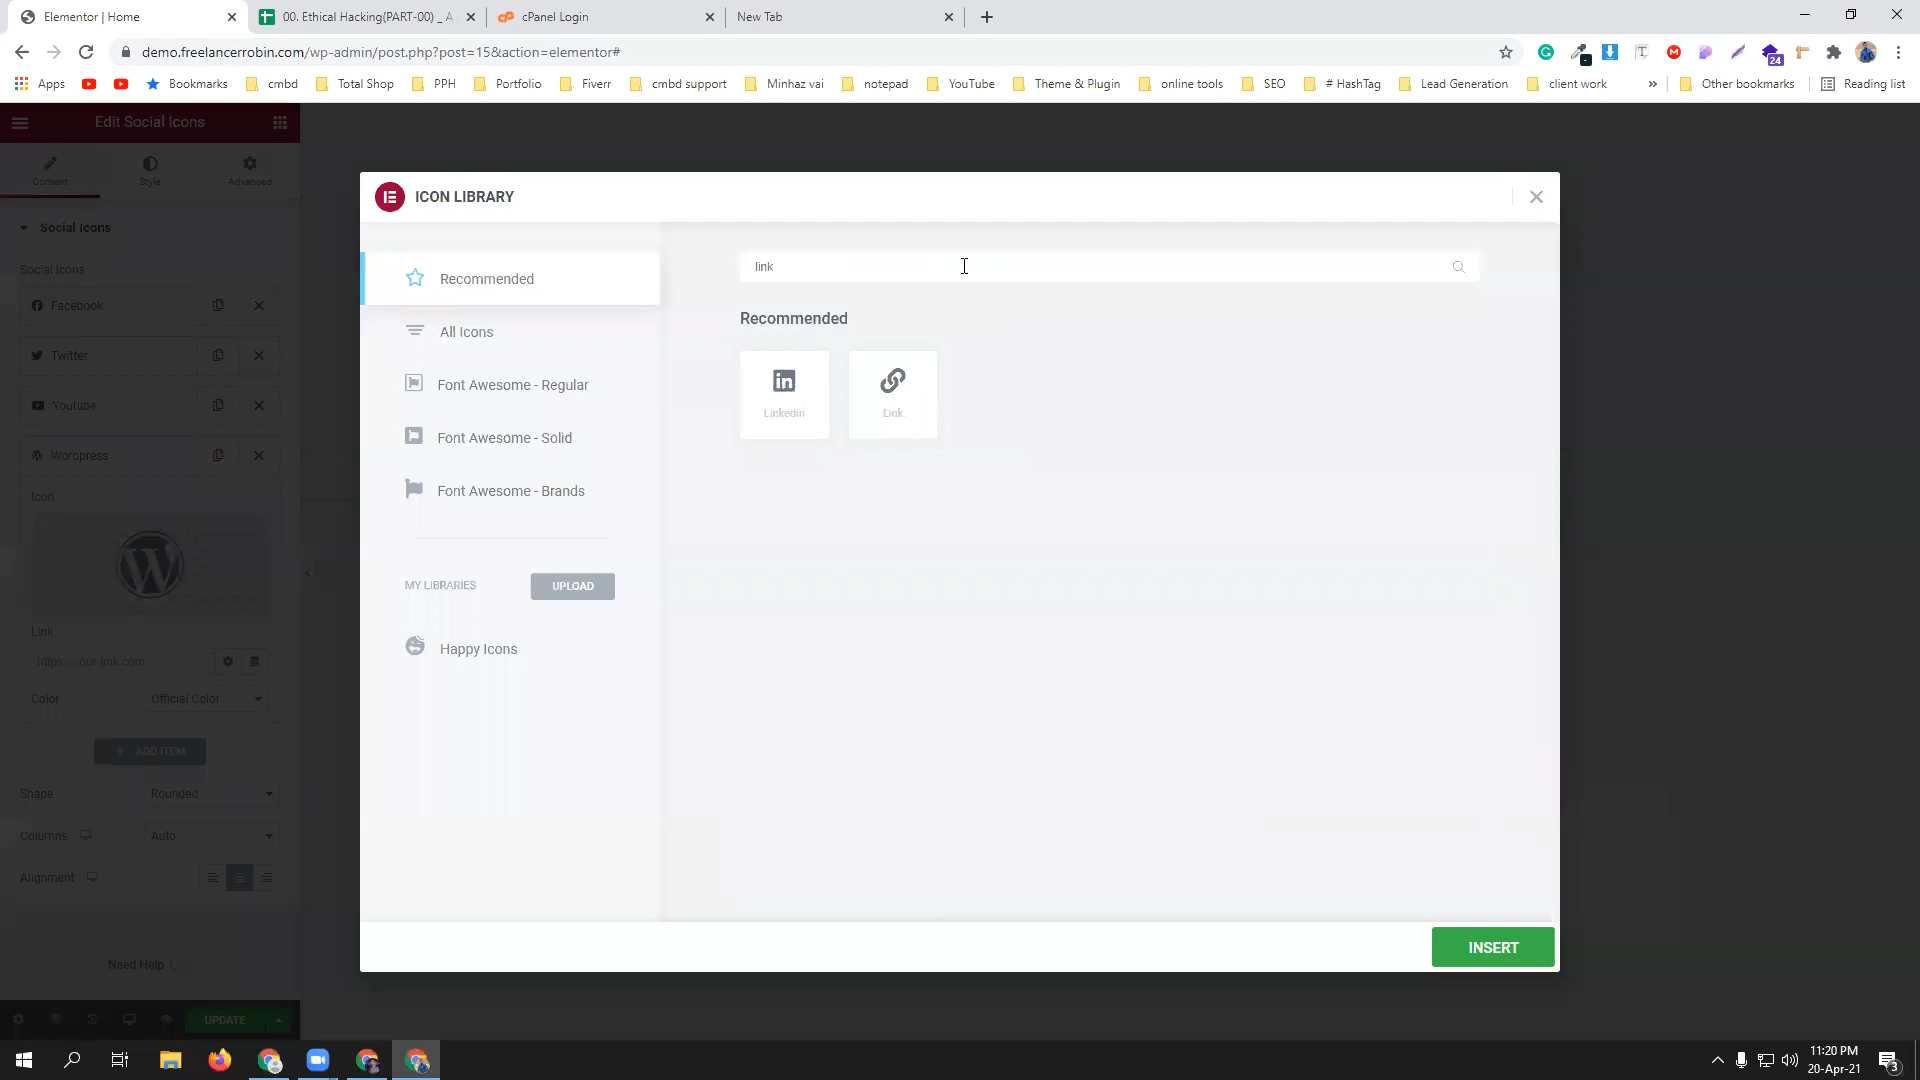 Elementor | Home
00. Ethical Hacking(PART-00) _ A
cPanel Login
New Tab
demo.freelancerrobin.com/wp-admin/post.php?post=15&action=elementor#
24
Apps
Bookmarks
cmbd
Total Shop
PPH
Portfolio
Fiverr
cmbd support
Minhaz vai
notepad
YouTube
Theme & Plugin
online tools
SEO
# HashTag
Lead Generation
client work
»
Other bookmarks
Reading list
Edit Social Icons
Content
Style
Advanced
Social Icons
Social Icons
Facebook
Twitter
Youtube
Wordpress
Icon
Link
Color
Official Color
+ ADD ITEM
Shape
Rounded
Columns
Auto
Alignment
Need Help
UPDATE
ICON LIBRARY
Recommended
All Icons
Font Awesome - Regular
Font Awesome - Solid
Font Awesome - Brands
MY LIBRARIES
UPLOAD
Happy Icons
link
Recommended
Linkedin
Link
INSERT
11:20 PM
20-Apr-21
3